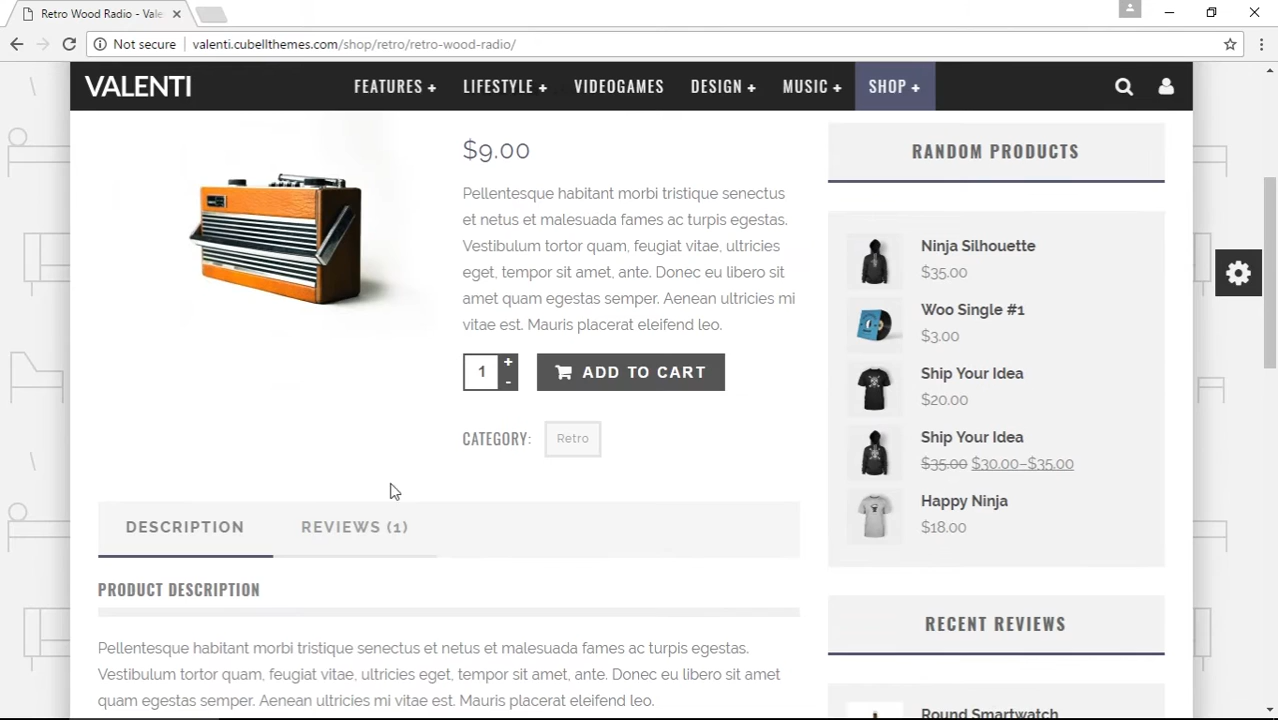 Retro Wood Radio - Vale
Not secure
valenti.cubellthemes.com/shop/retro/retro-wood-radio/
VALENTI
FEATURES +
LIFESTYLE +
VIDEOGAMES
DESIGN +
MUSIC +
SHOP +
$9.00
Pellentesque habitant morbi tristique senectus
et netus et malesuada fames ac turpis egestas.
Vestibulum tortor quam, feugiat vitae, ultricies
eget, tempor sit amet, ante. Donec eu libero sit
amet quam egestas semper. Aenean ultricies mi
vitae est. Mauris placerat eleifend leo.
1
+
-
ADD TO CART
CATEGORY:
Retro
DESCRIPTION
REVIEWS (1)
PRODUCT DESCRIPTION
Pellentesque habitant morbi tristique senectus et netus et malesuada fames ac turpis egestas.
Vestibulum tortor quam, feugiat vitae, ultricies eget, tempor sit amet, ante. Donec eu libero sit amet
quam egestas semper. Aenean ultricies mi vitae est. Mauris placerat eleifend leo.
RANDOM PRODUCTS
Ninja Silhouette
$35.00
Woo Single #1
$3.00
Ship Your Idea
$20.00
Ship Your Idea
$35.00 $30.00–$35.00
Happy Ninja
$18.00
RECENT REVIEWS
Round Smartwatch